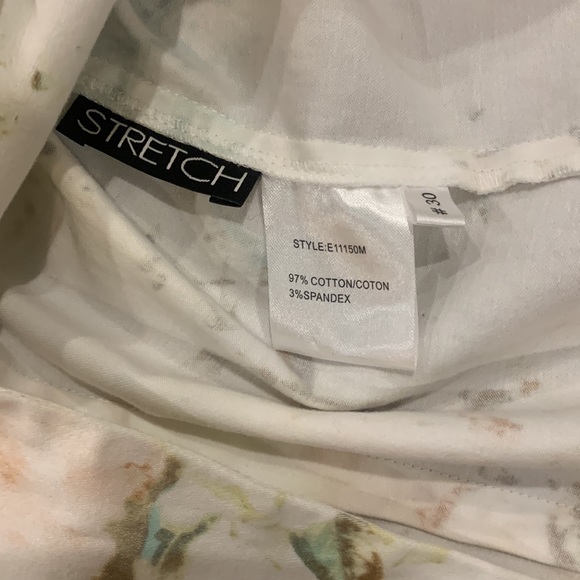 STRETCH
STYLE:E11150M
97% COTTON/COTON
3%SPANDEX
#30